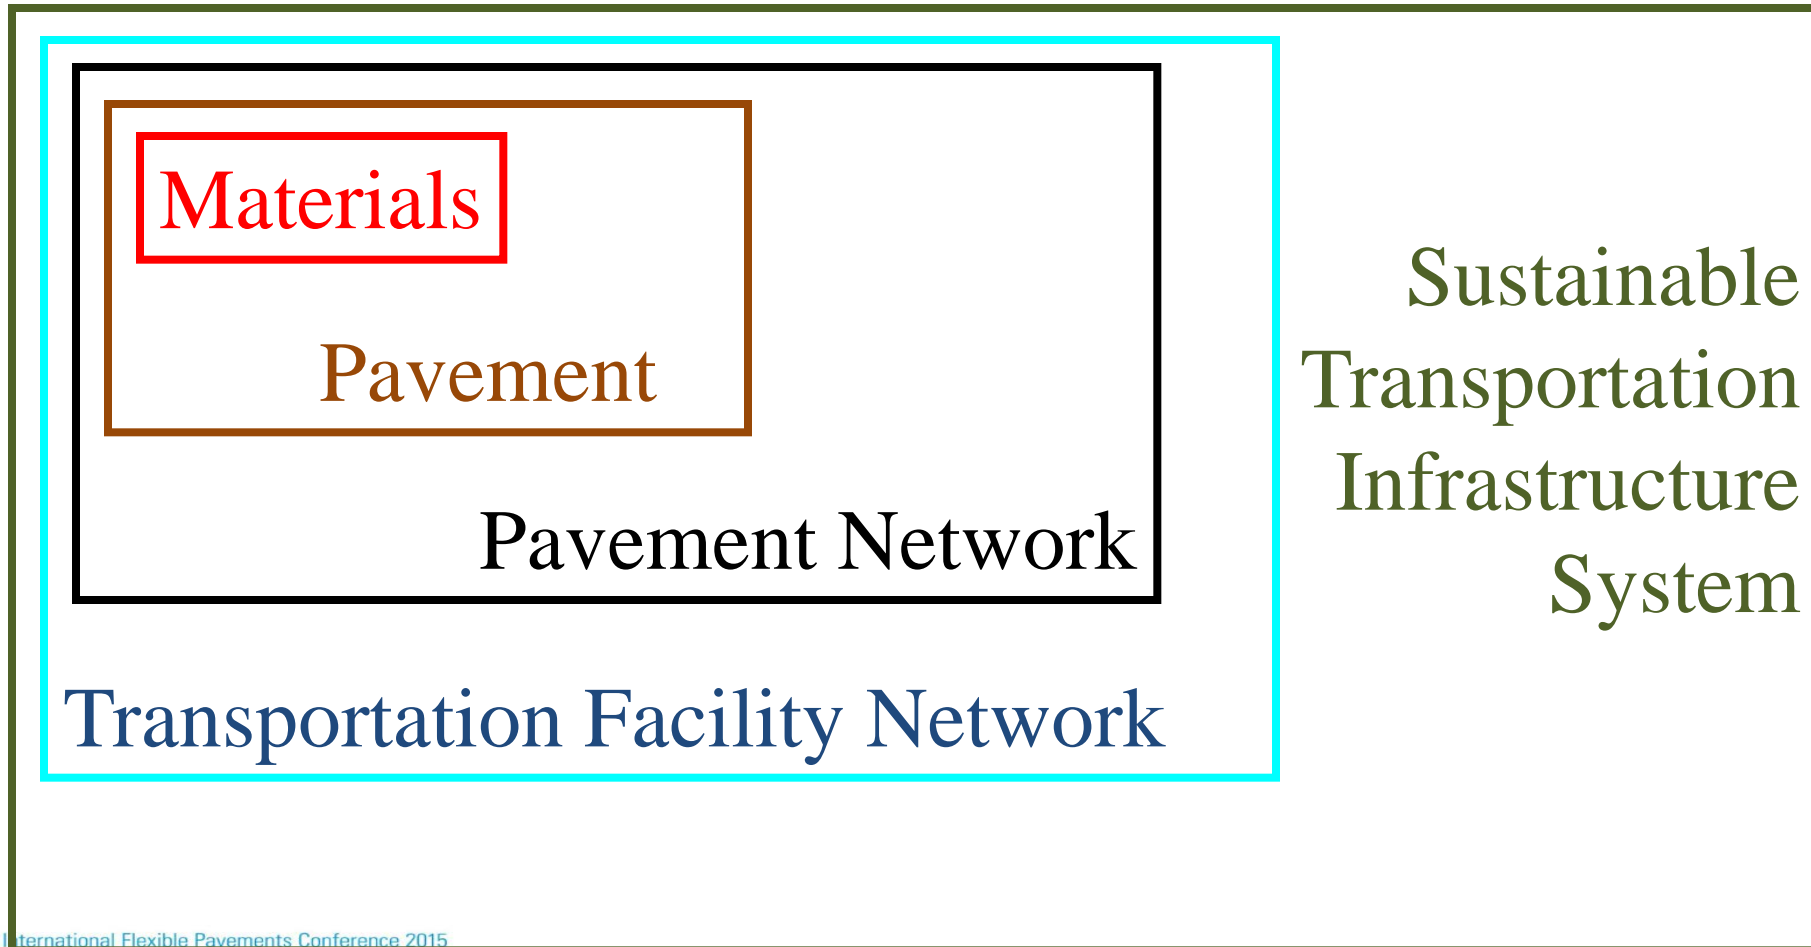 Materials
Pavement
Pavement Network
Transportation Facility Network
Sustainable
Transportation
Infrastructure
System
International Flexible Pavements Conference 2015